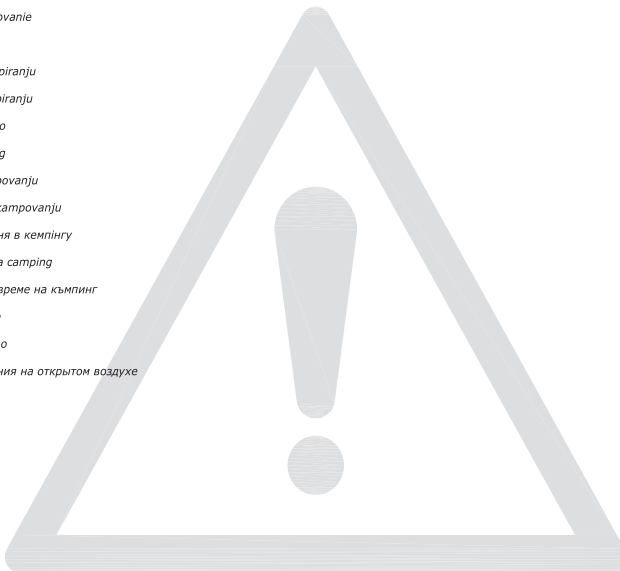 ovanie
piranju
piranju
o
g
povanju
kampovanju
ня в кемпінгу
a camping
време на къмпинг
o
ния на открытом воздухе